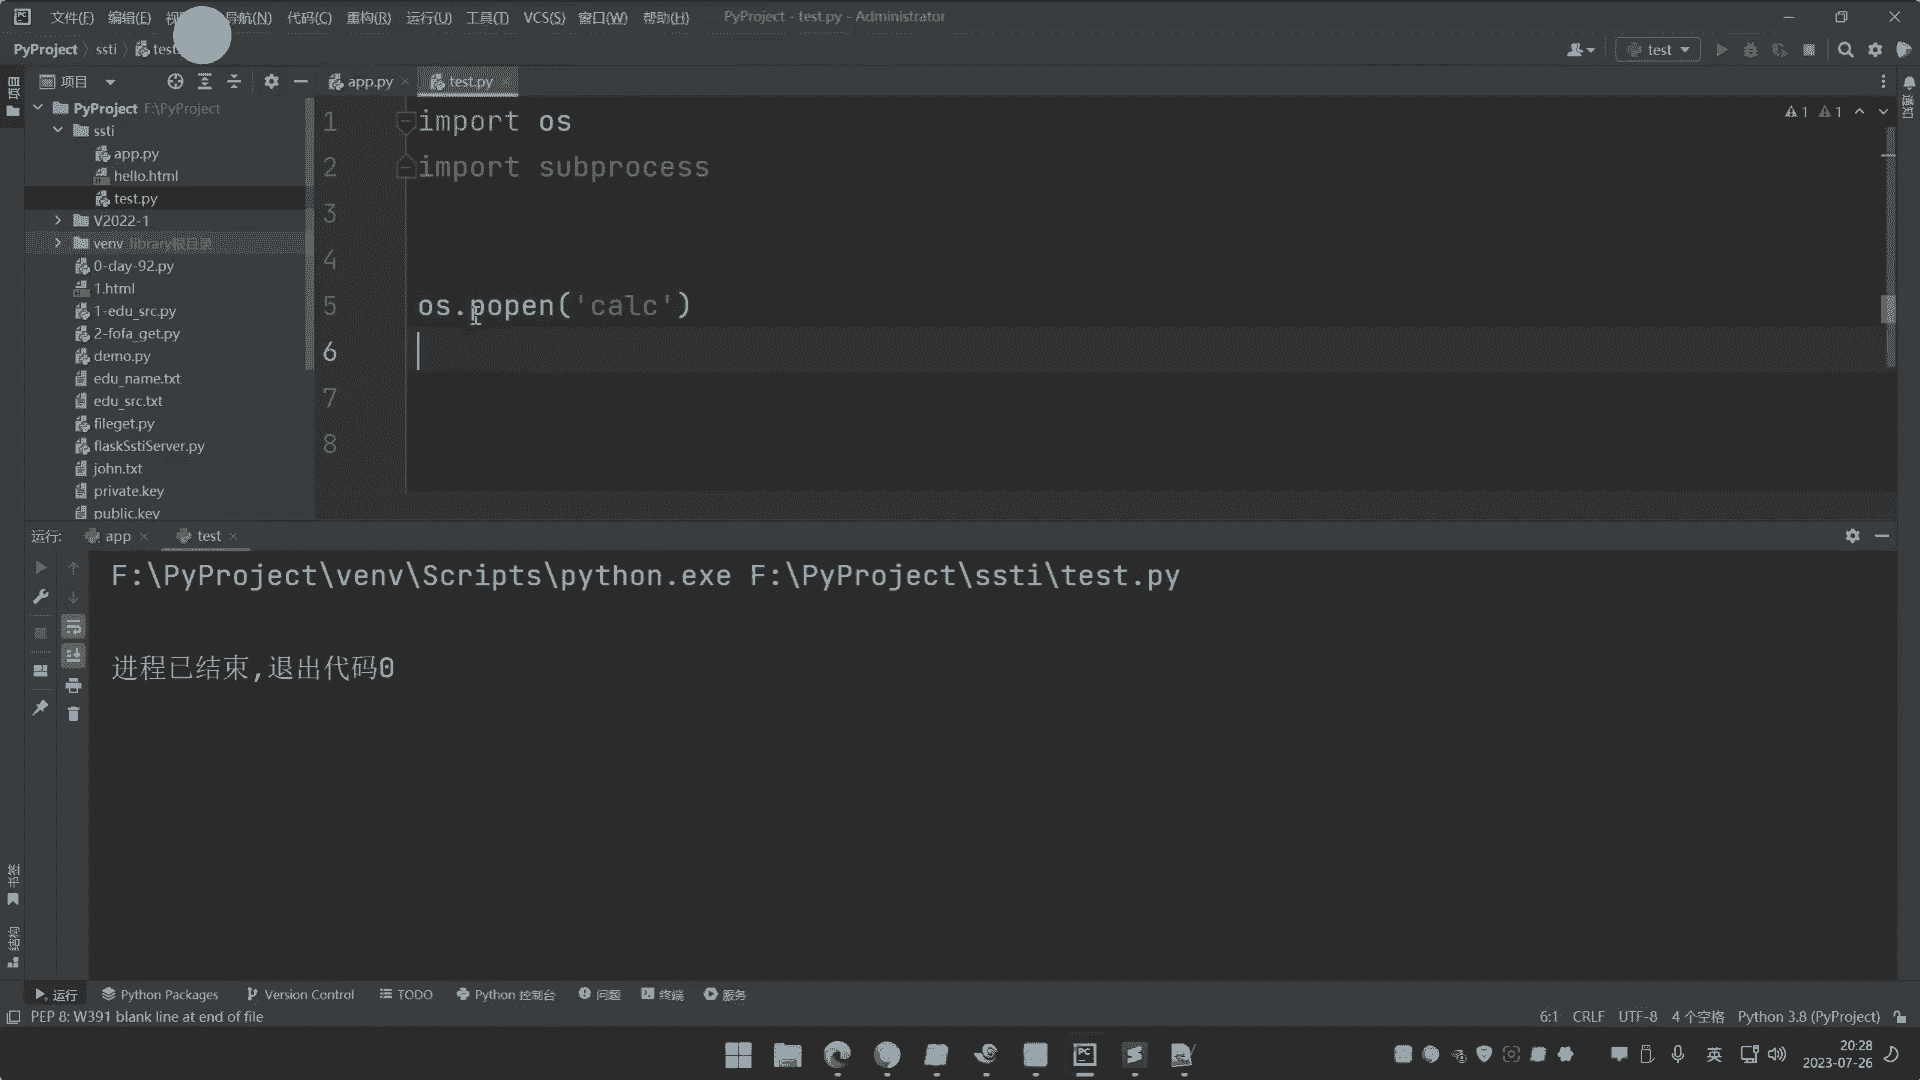 文件(F) 编辑(E) 导航(N) 代码(C) 重构(R) 运行(U) 工具(T) VCS(S) 窗口(W) 帮助(H) PyProject - test.py - Administrator
PyProject ssti test
项目 app.py test.py
PyProject F:\PyProject
ssti
app.py
hello.html
test.py
V2022-1
venv library根目录
0-day-92.py
1.html
1-edu_src.py
2-fofa_get.py
demo.py
edu_name.txt
edu_src.txt
fileget.py
flaskSstiServer.py
john.txt
private.key
public.key
项目
通知
1 1
1 import os
2 import subprocess
3
4
5 os.popen('calc')
6
7
8
运行: app test
F:\PyProject\venv\Scripts\python.exe F:\PyProject\ssti\test.py
进程已结束,退出代码0
书签
结构
运行 Python Packages Version Control TODO Python 控制台 问题 终端 服务
PEP 8: W391 blank line at end of file 6:1 CRLF UTF-8 4 个空格 Python 3.8 (PyProject)
英 20:28
2023-07-26